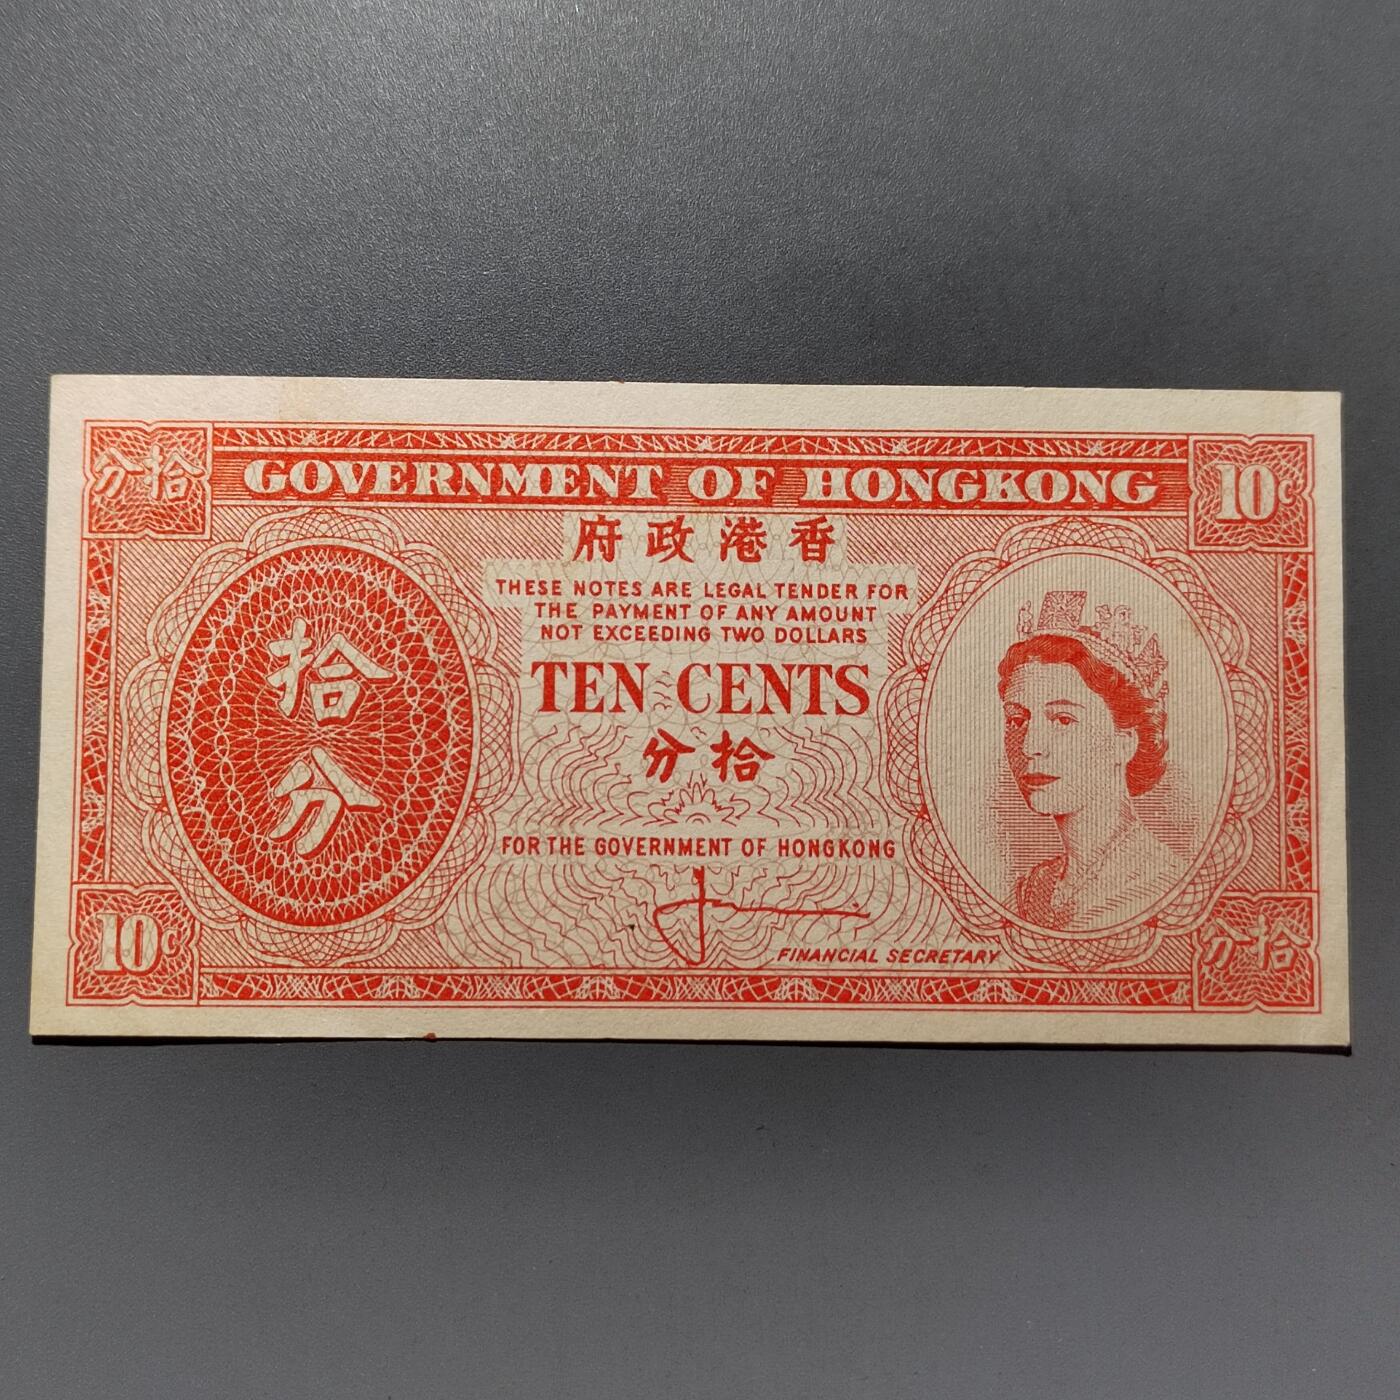 分拾
GOVERNMENT OF HONGKONG
10¢
府政港香
THESE NOTES ARE LEGAL TENDER FOR
THE PAYMENT OF ANY AMOUNT
NOT EXCEEDING TWO DOLLARS
拾
分
TEN CENTS
分拾
FOR THE GOVERNMENT OF HONGKONG
10¢
FINANCIAL SECRETARY
分拾